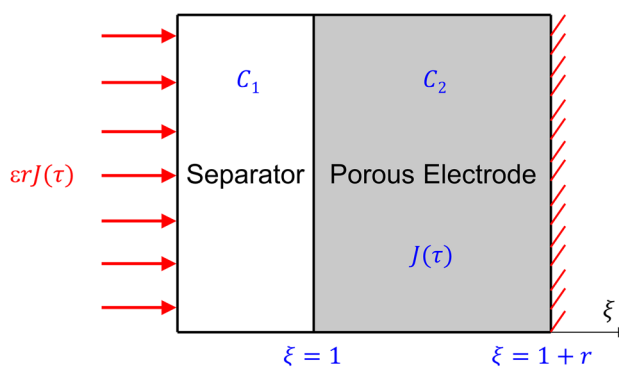 C₁ C₂
εrJ(τ) Separator Porous Electrode
J(τ)
ξ
ξ = 1 ξ = 1 + r